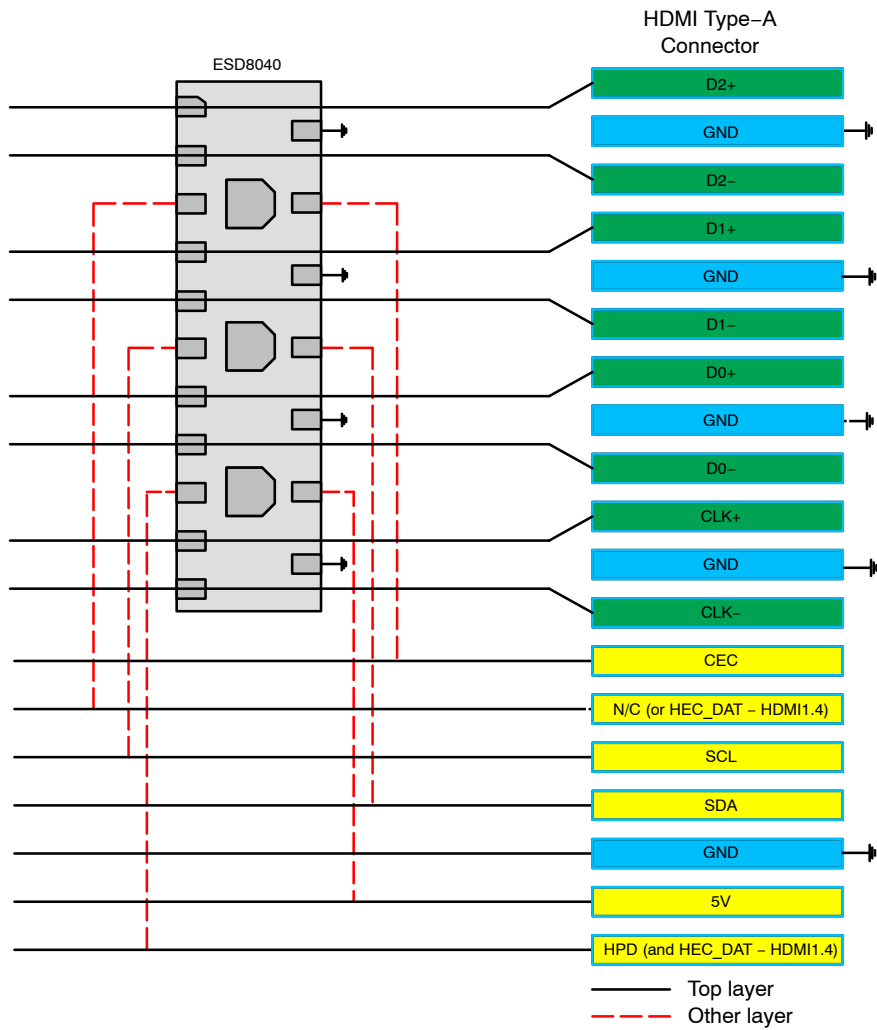 HDMI Type−A
Connector
ESD8040
D2+
GND
D2−
D1+
GND
D1−
D0+
GND
D0−
CLK+
GND
CLK−
CEC
N/C (or HEC_DAT − HDMI1.4)
SCL
SDA
GND
5V
HPD (and HEC_DAT − HDMI1.4)
Top layer
Other layer